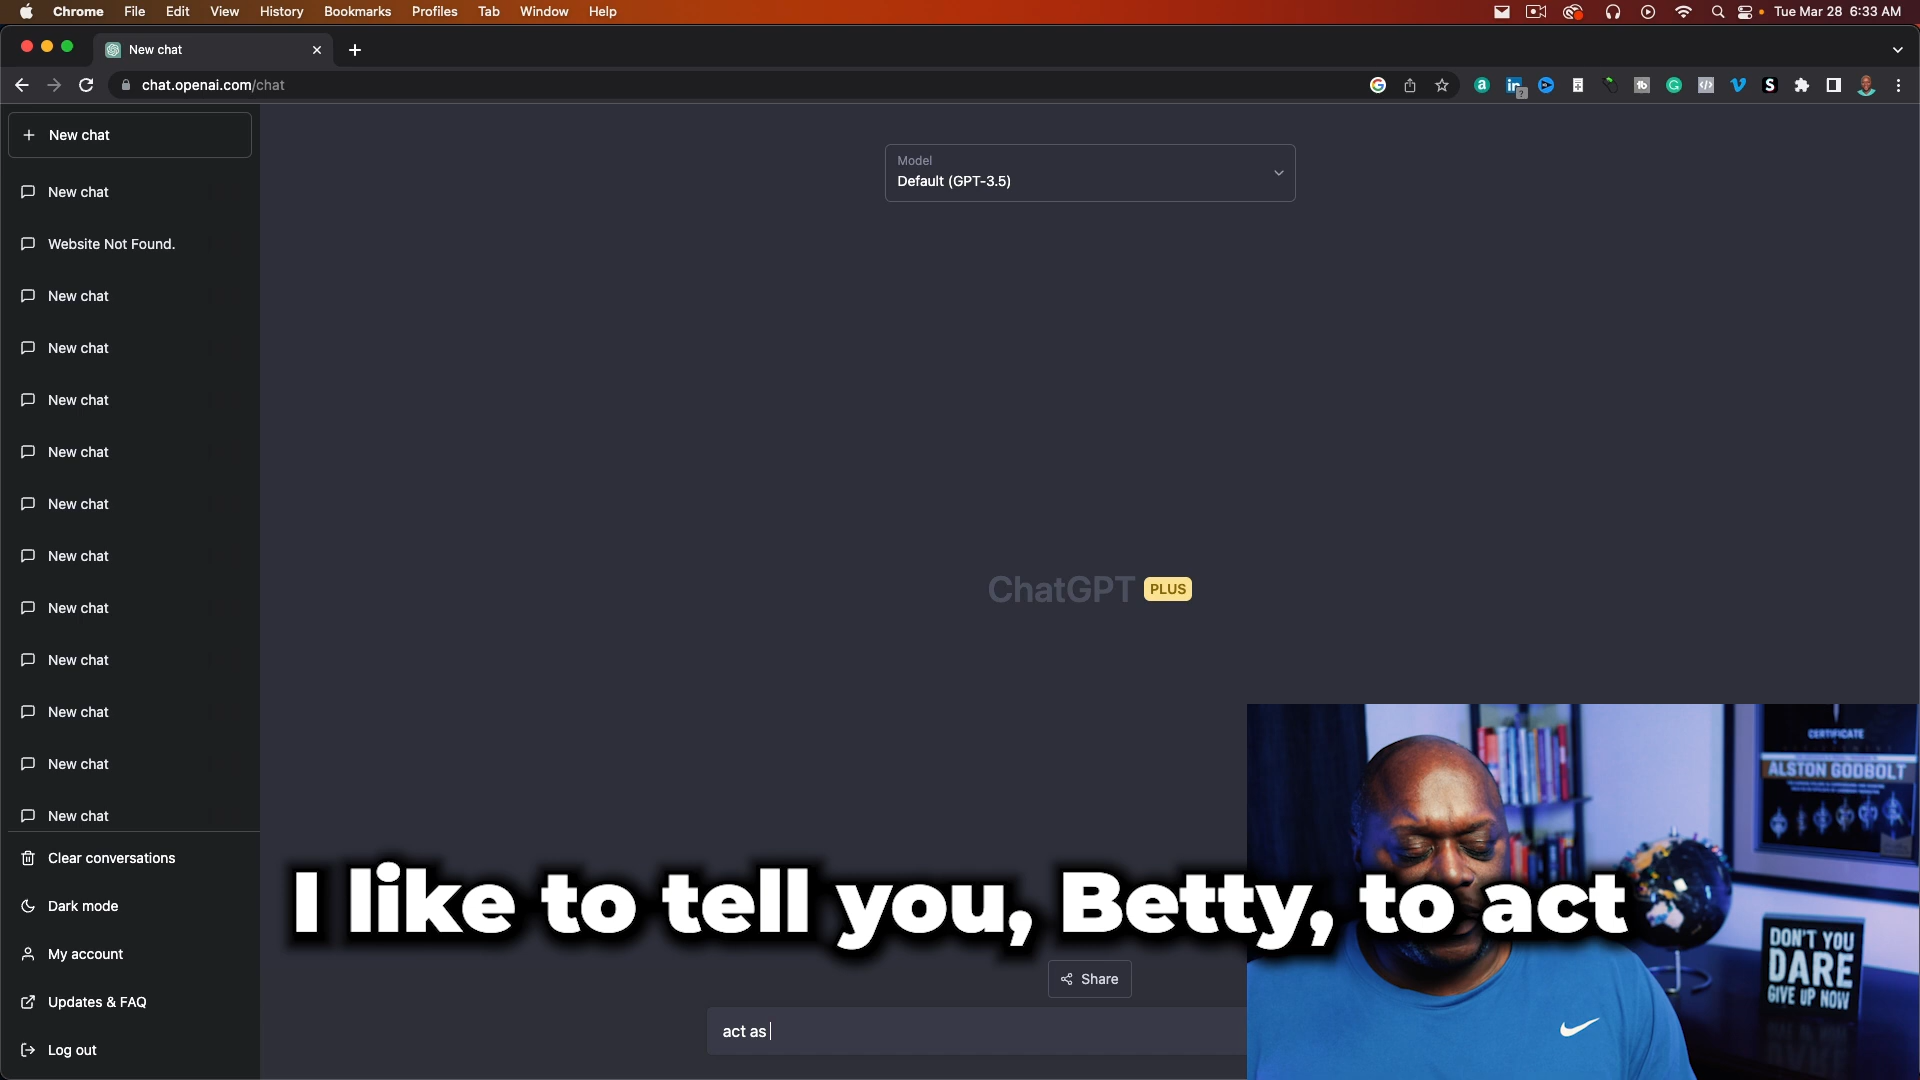 Chrome File Edit View History Bookmarks Profiles Tab Window Help
Tue Mar 28 6:33 AM
New chat
chat.openai.com/chat
New chat
New chat
Website Not Found.
New chat
New chat
New chat
New chat
New chat
New chat
New chat
New chat
New chat
New chat
New chat
Clear conversations
Dark mode
My account
Updates & FAQ
Log out
Model
Default (GPT-3.5)
ChatGPT PLUS
CERTIFICATE
ALSTON GODBOLT
I like to tell you, Betty, to act
DON'T YOU
DARE
GIVE UP NOW
Share
act as